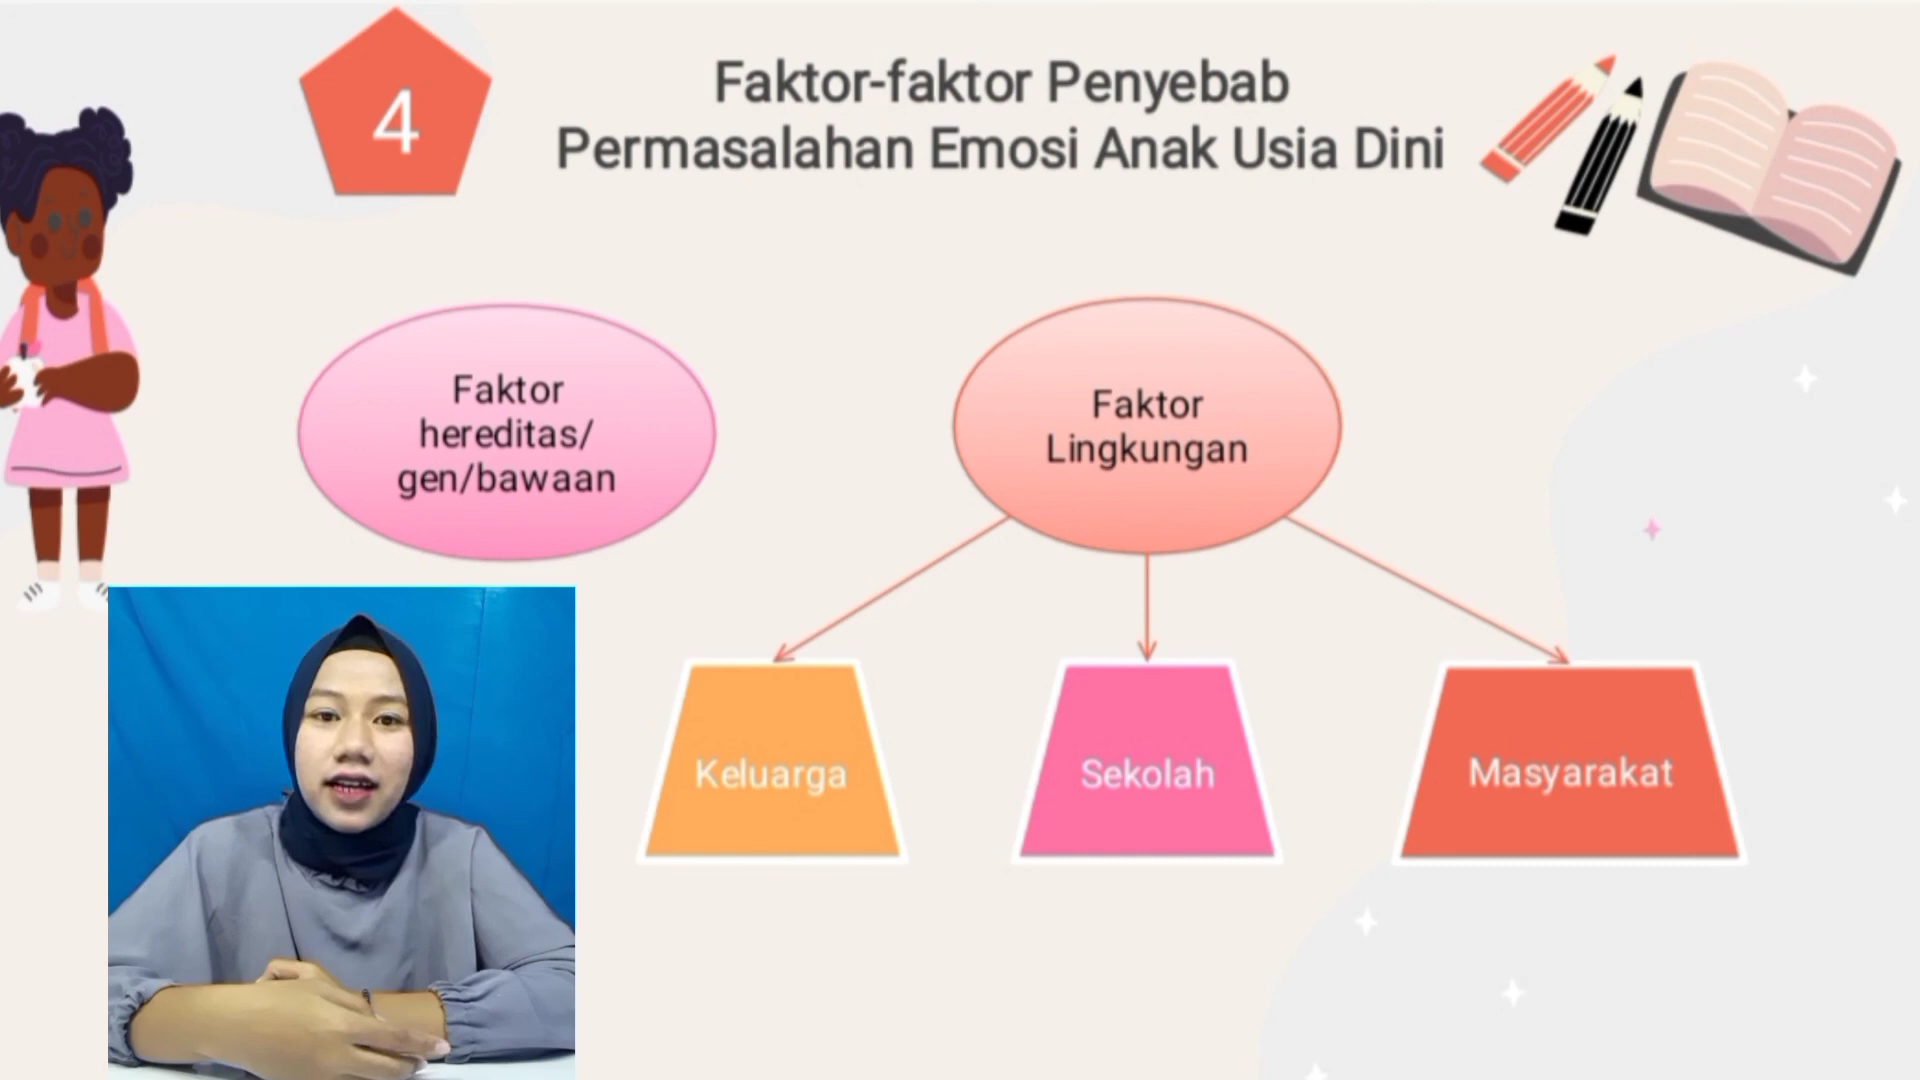 4
Faktor-faktor Penyebab
Permasalahan Emosi Anak Usia Dini
Faktor
hereditas/
gen/bawaan
Faktor
Lingkungan
Keluarga
Sekolah
Masyarakat